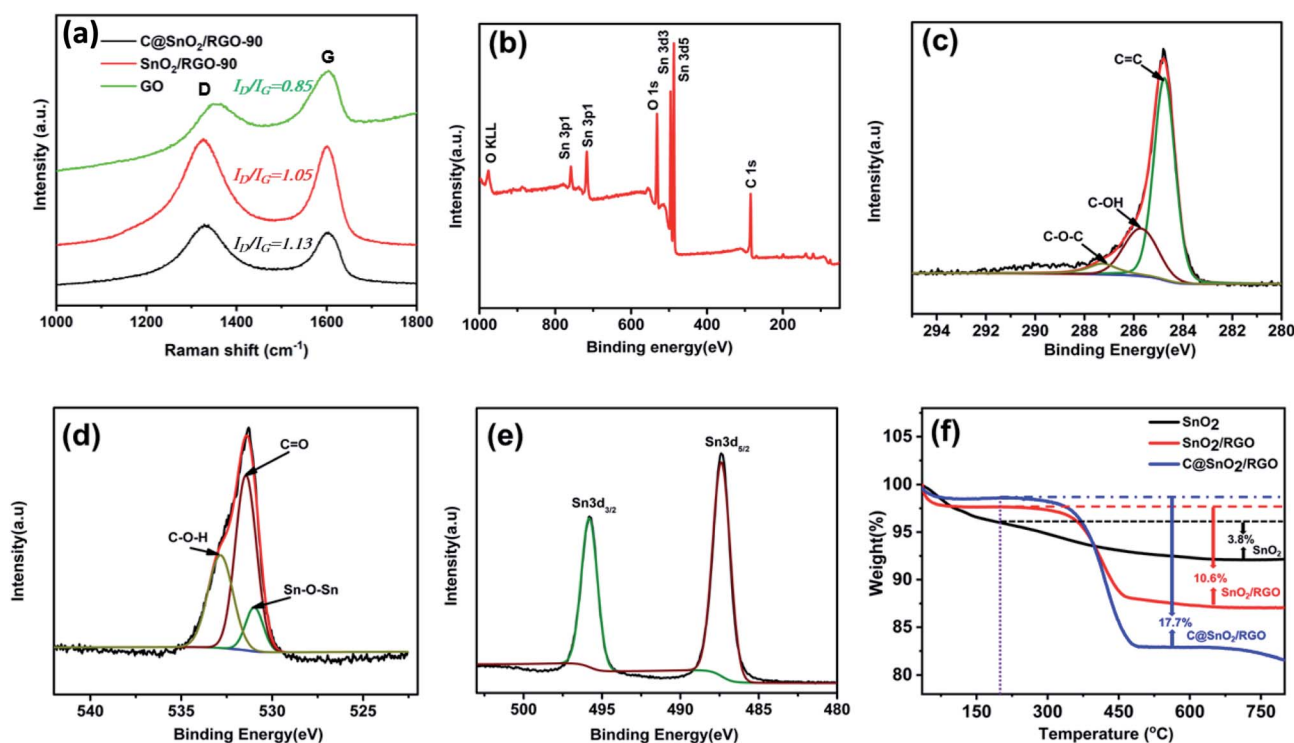 (a)
C@SnO2/RGO-90
SnO2/RGO-90
GO
D
G
ID/IG=0.85
ID/IG=1.05
ID/IG=1.13
Intensity (a.u.)
1000 1200 1400 1600 1800
Raman shift (cm-1)
(b)
O KLL
Sn 3p1
Sn 3p1
O 1s
Sn 3d3
Sn 3d5
C 1s
Intensity(a.u.)
1000 800 600 400 200
Binding energy(eV)
(c)
C=C
C-OH
C-O-C
Intensity(a.u)
294 292 290 288 286 284 282 280
Binding Energy(eV)
(d)
C=O
C-O-H
Sn-O-Sn
Intensity(a.u)
540 535 530 525
Binding Energy(eV)
(e)
Sn3d5/2
Sn3d3/2
Intensity(a.u)
500 495 490 485 480
Binding Energy(eV)
(f)
SnO2
SnO2/RGO
C@SnO2/RGO
105
100
95
90
85
80
Weight(%)
3.8%
SnO2
10.6%
SnO2/RGO
17.7%
C@SnO2/RGO
150 300 450 600 750
Temperature (oC)